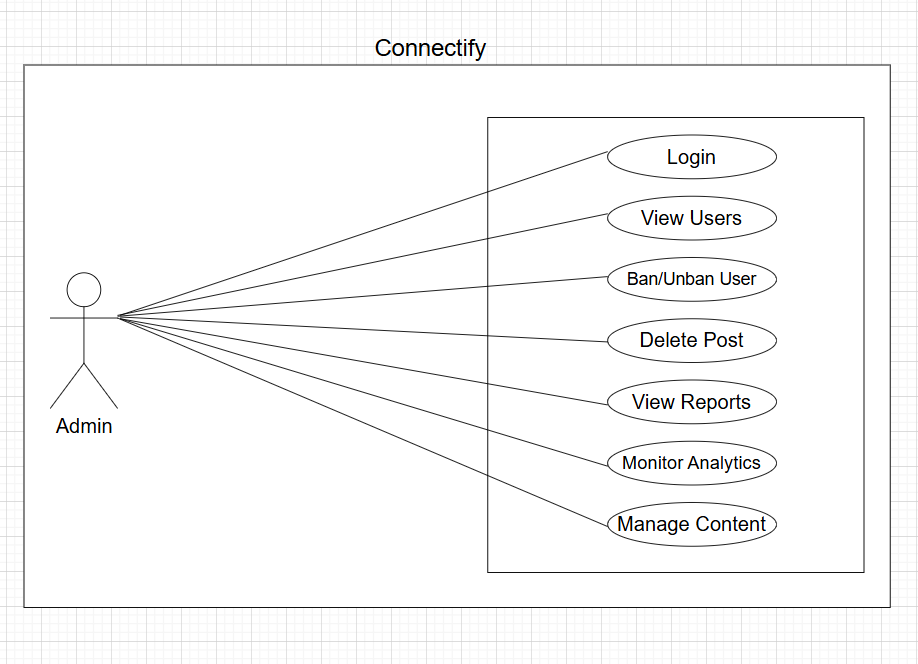 Connectify
Login
View Users
Ban/Unban User
Delete Post
View Reports
Monitor Analytics
Manage Content
Admin